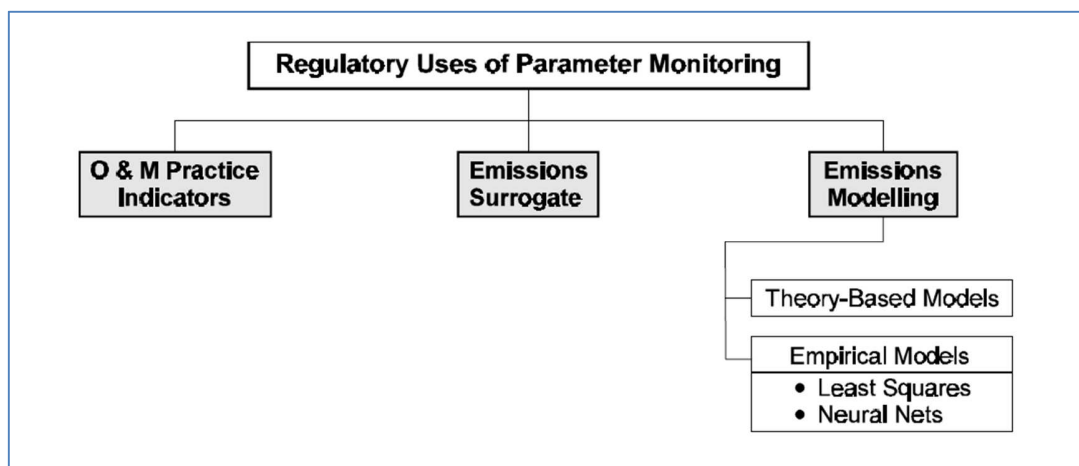 Regulatory Uses of Parameter Monitoring
O & M Practice
Indicators
Emissions
Surrogate
Emissions
Modelling
Theory-Based Models
Empirical Models
• Least Squares
• Neural Nets